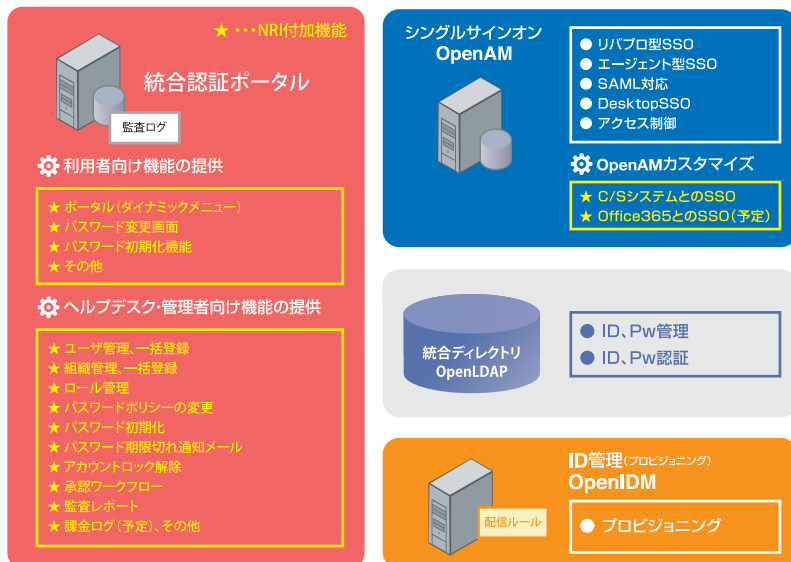 ★・・・NRI付加機能
統合認証ポータル
監査ログ
利用者向け機能の提供
★ ポータル（ダイナミックメニュー）
★ パスワード変更画面
★ パスワード初期化機能
★ その他
ヘルプデスク・管理者向け機能の提供
★ ユーザ管理、一括登録
★ 組織管理、一括登録
★ ロール管理
★ パスワードポリシーの変更
★ パスワード初期化
★ パスワード期限切れ通知メール
★ アカウントロック解除
★ 承認ワークフロー
★ 監査レポート
★ 課金ログ（予定）、その他
シングルサインオン
OpenAM
● リバプロ型SSO
● エージェント型SSO
● SAML対応
● DesktopSSO
● アクセス制御
OpenAMカスタマイズ
★ C/SシステムとのSSO
★ Office365とのSSO（予定）
統合ディレクトリ
OpenLDAP
● ID、Pw管理
● ID、Pw認証
ID管理（プロビジョニング）
OpenIDM
配信ルール
● プロビジョニング